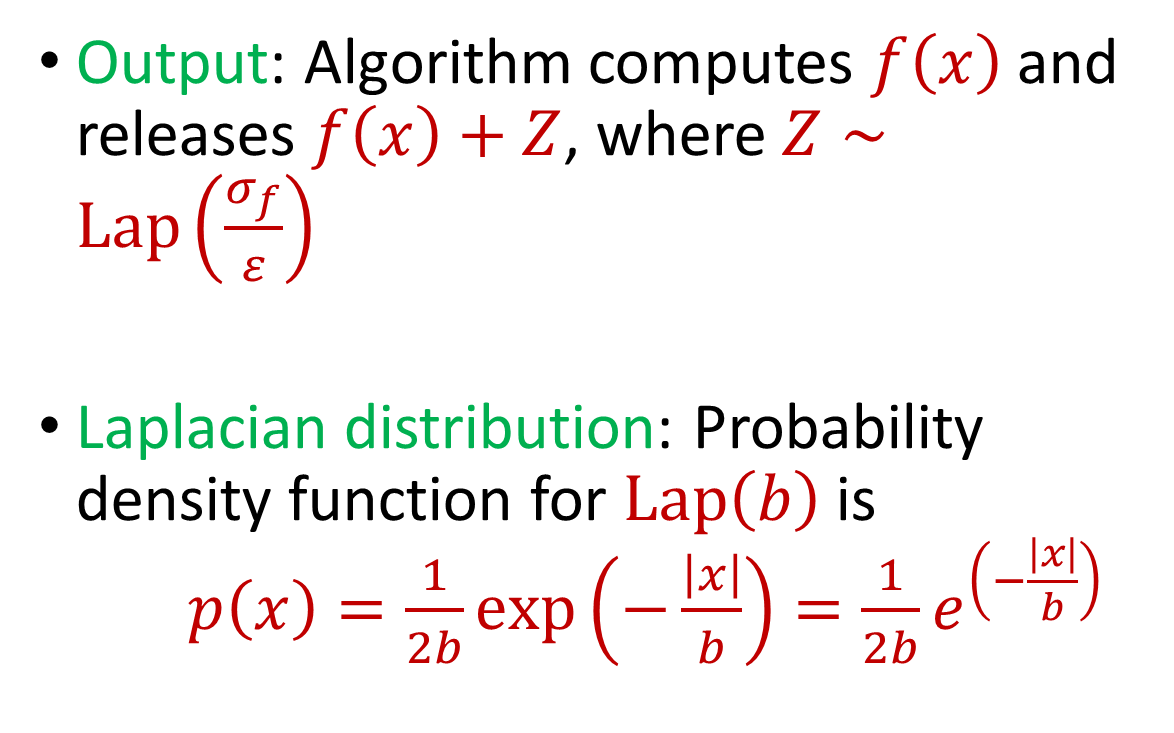 • Output: Algorithm computes f(x) and
releases f(x) + Z, where Z ~
Lap(σ_f/ε)
• Laplacian distribution: Probability
density function for Lap(b) is
p(x) = 1/2b exp(−|x|/b) = 1/2b e^(−|x|/b)